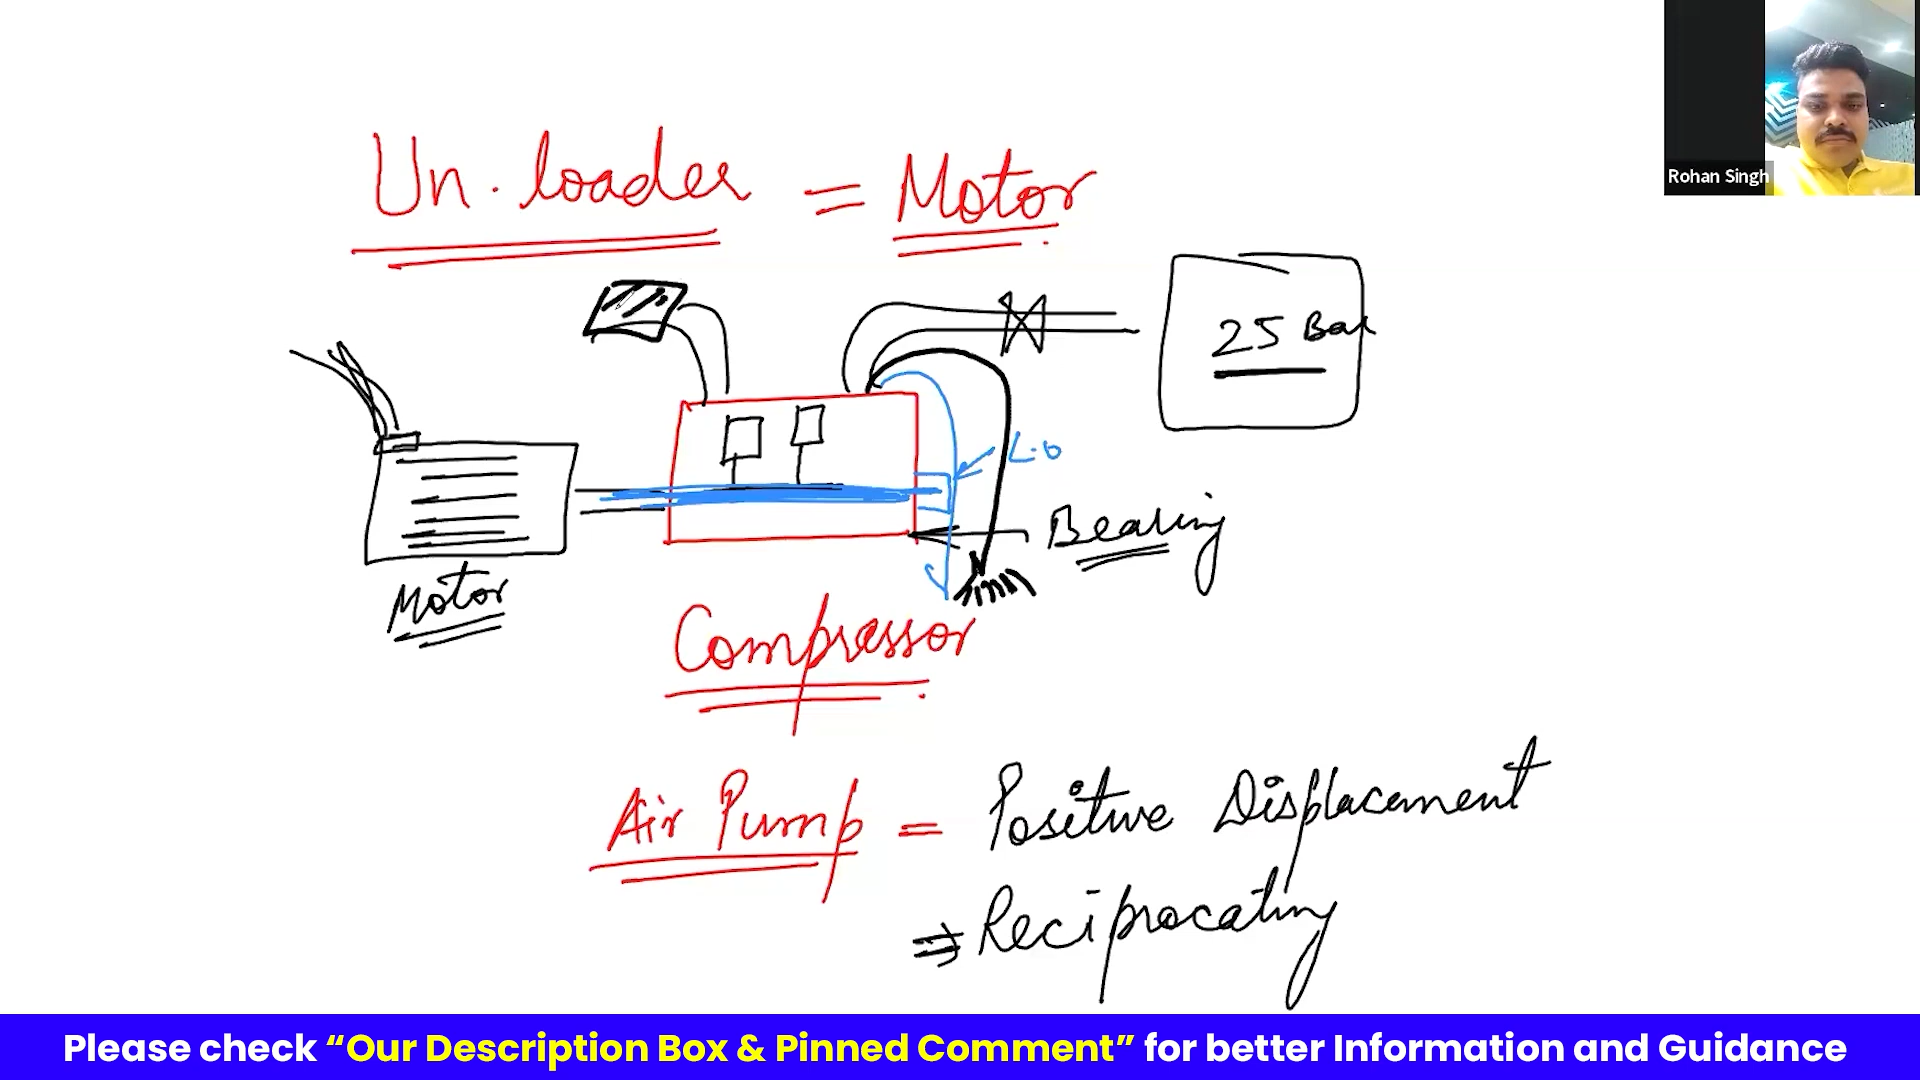 Rohan Singh
Un.loader = Motor
25 Bar
L.O
Bearing
Motor
Compressor
Air Pump = Positive Displacement
⇒ Reciprocating
Please check “Our Description Box & Pinned Comment” for better Information and Guidance